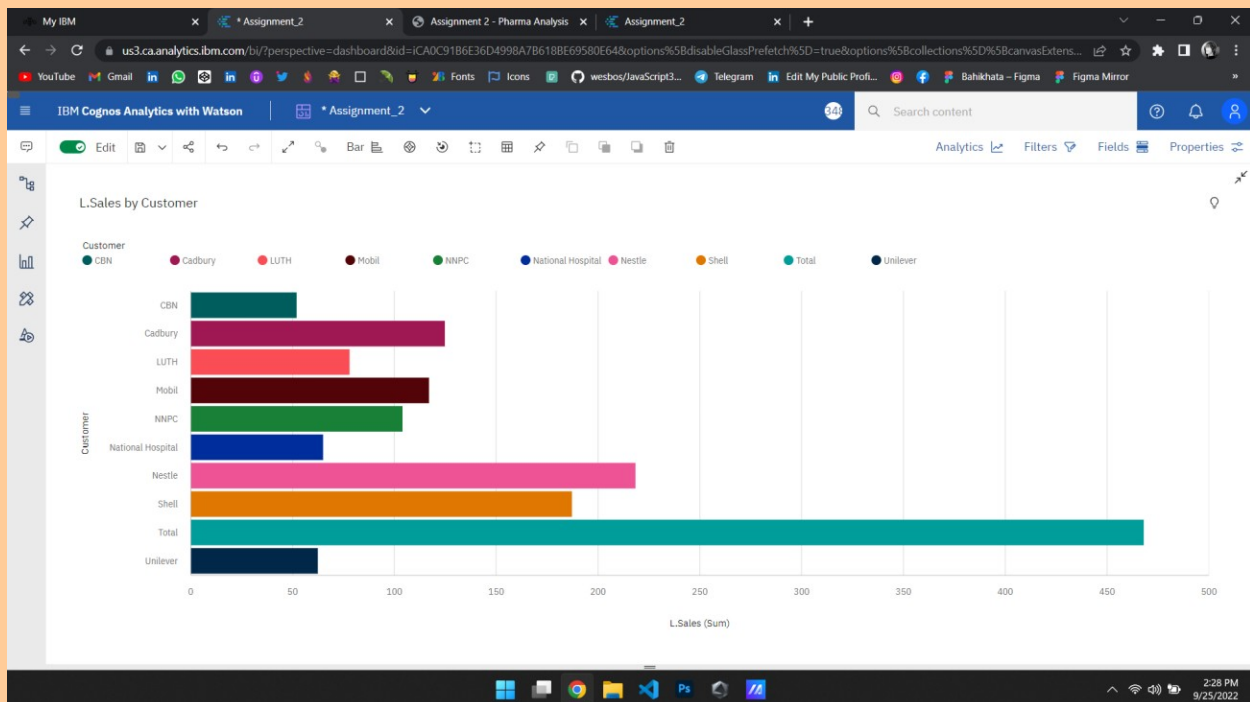 My IBM * Assignment_2 Assignment 2 - Pharma Analysis Assignment_2
us3.ca.analytics.ibm.com/bi/?perspective=dashboard&id=iCA0C91B6E36D4998A7B618BE69580E64&options%5BdisableGlassPrefetch%5D=true&options%5Bcollections%5D%5BcanvasExtens...
YouTube Gmail Fonts Icons wesbos/JavaScript3... Telegram Edit My Public Profi... Bahikhata – Figma Figma Mirror »
IBM Cognos Analytics with Watson * Assignment_2 Search content
Edit Bar Analytics Filters Fields Properties
L.Sales by Customer
Customer
CBN Cadbury LUTH Mobil NNPC National Hospital Nestle Shell Total Unilever
CBN
Cadbury
LUTH
Mobil
NNPC
National Hospital
Nestle
Shell
Total
Unilever
Customer
0 50 100 150 200 250 300 350 400 450 500
L.Sales (Sum)
2:28 PM
9/25/2022